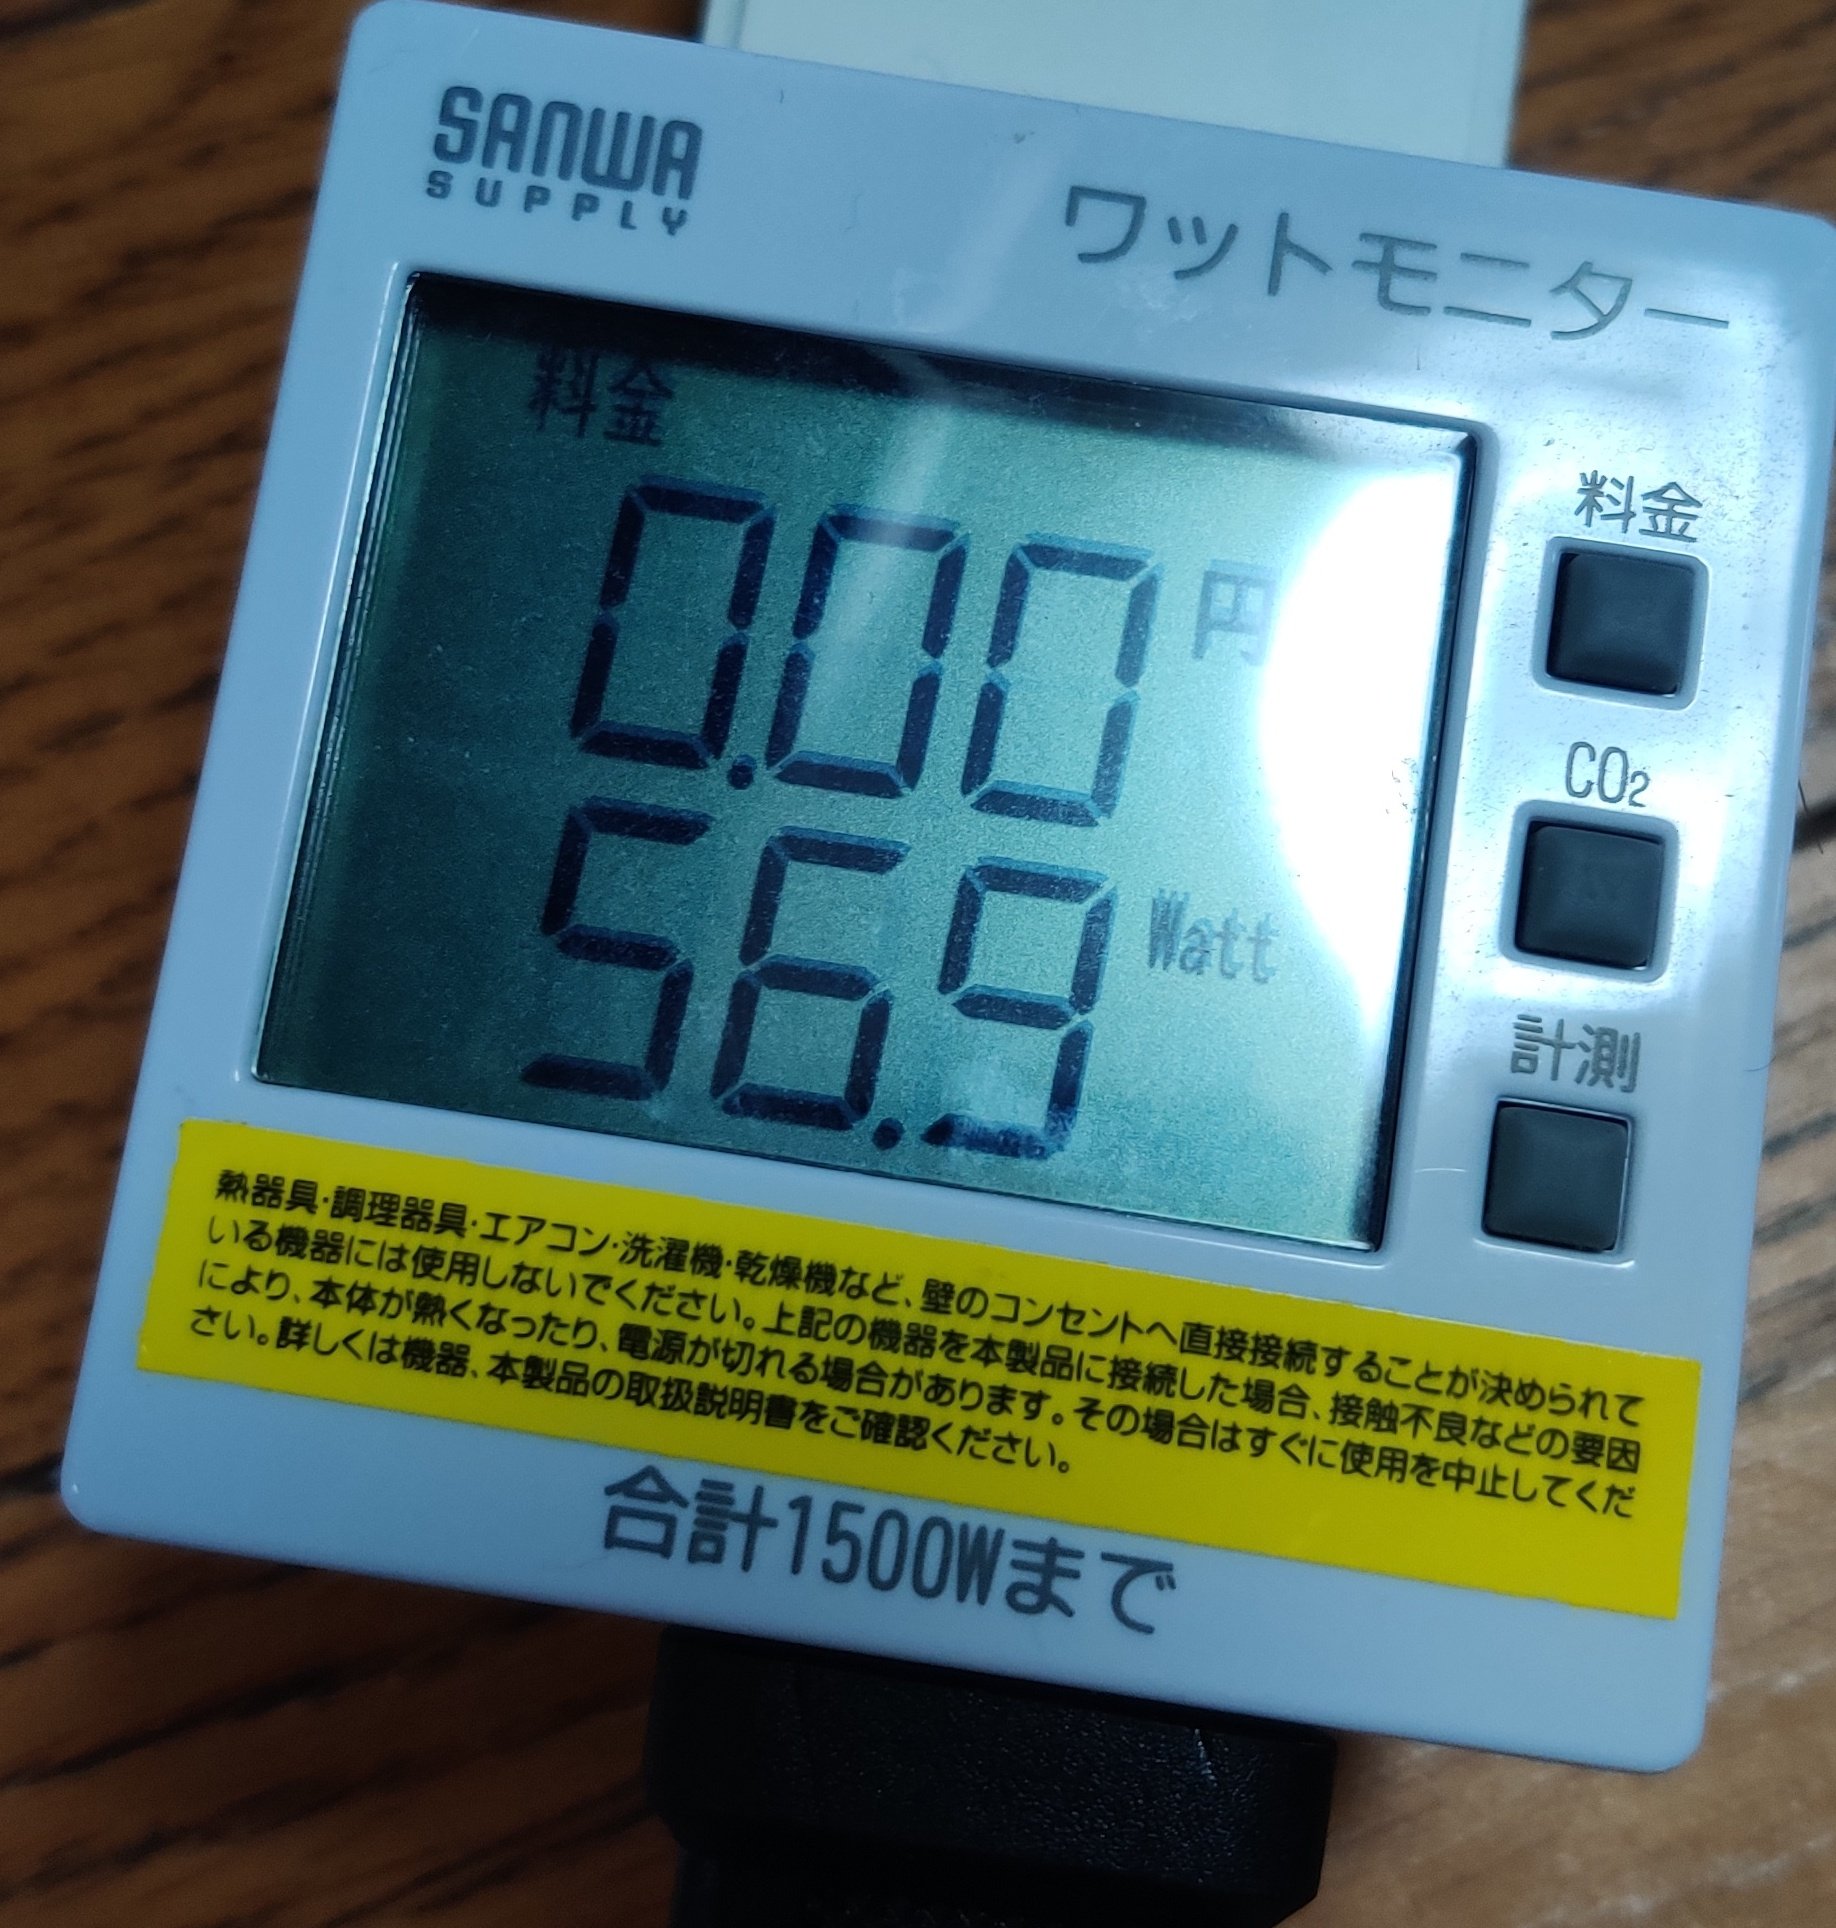 SANWA
SUPPLY
ワットモニター
料金
0.00 円
56.9 Watt
料金
CO2
計測
熱器具・調理器具・エアコン・洗濯機・乾燥機など、壁のコンセントへ直接接続することが決められて
いる機器には使用しないでください。上記の機器を本製品に接続した場合、接触不良などの要因
により、本体が熱くなったり、電源が切れる場合があります。その場合はすぐに使用を中止してくだ
さい。詳しくは機器、本製品の取扱説明書をご確認ください。
合計1500Wまで